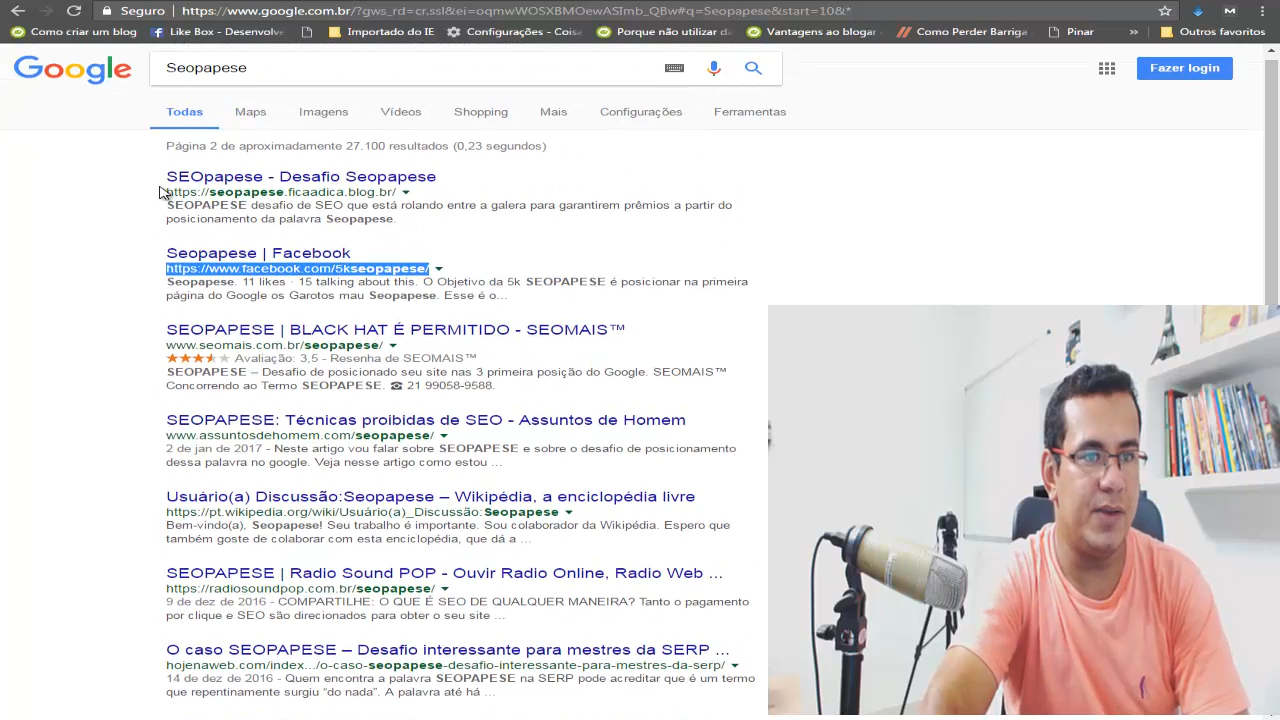 Seguro
https://www.google.com.br/?gws_rd=cr,ssl&ei=oqmwWOSXBMOewASImb_QBw#q=Seopapese&start=10&*
Como criar um blog
Like Box - Desenvolve
Importado do IE
Configurações - Coisa
Porque não utilizar da
Vantagens ao blogar
Como Perder Barriga
Pinar
»
Outros favoritos
Google
Seopapese
Fazer login
Todas Maps Imagens Vídeos Shopping Mais Configurações Ferramentas
Página 2 de aproximadamente 27.100 resultados (0,23 segundos)
SEOpapese - Desafio Seopapese
https://seopapese.ficaadica.blog.br/
SEOPAPESE desafio de SEO que está rolando entre a galera para garantirem prêmios a partir do
posicionamento da palavra Seopapese.
Seopapese | Facebook
https://www.facebook.com/5kseopapese/
Seopapese. 11 likes · 15 talking about this. O Objetivo da 5k SEOPAPESE é posicionar na primeira
página do Google os Garotos mau Seopapese. Esse é o...
SEOPAPESE | BLACK HAT É PERMITIDO - SEOMAIS™
www.seomais.com.br/seopapese/
Avaliação: 3,5 - Resenha de SEOMAIS™
SEOPAPESE – Desafio de posicionado seu site nas 3 primeira posição do Google. SEOMAIS™
Concorrendo ao Termo SEOPAPESE. ☎ 21 99058-9588.
SEOPAPESE: Técnicas proibidas de SEO - Assuntos de Homem
www.assuntosdehomem.com/seopapese/
2 de jan de 2017 - Neste artigo vou falar sobre SEOPAPESE e sobre o desafio de posicionamento
dessa palavra no google. Veja nesse artigo como estou ...
Usuário(a) Discussão:Seopapese – Wikipédia, a enciclopédia livre
https://pt.wikipedia.org/wiki/Usuário(a)_Discussão:Seopapese
Bem-vindo(a), Seopapese! Seu trabalho é importante. Sou colaborador da Wikipédia. Espero que
também goste de colaborar com esta enciclopédia, que dá a ...
SEOPAPESE | Radio Sound POP - Ouvir Radio Online, Radio Web ...
https://radiosoundpop.com.br/seopapese/
9 de dez de 2016 - COMPARTILHE: O QUE É SEO DE QUALQUER MANEIRA? Tanto o pagamento
por clique e SEO são direcionados para obter o seu site ...
O caso SEOPAPESE – Desafio interessante para mestres da SERP ...
hojenaweb.com/index.../o-caso-seopapese-desafio-interessante-para-mestres-da-serp/
14 de dez de 2016 - Quem encontra a palavra SEOPAPESE na SERP pode acreditar que é um termo
que repentinamente surgiu “do nada”. A palavra até há ...